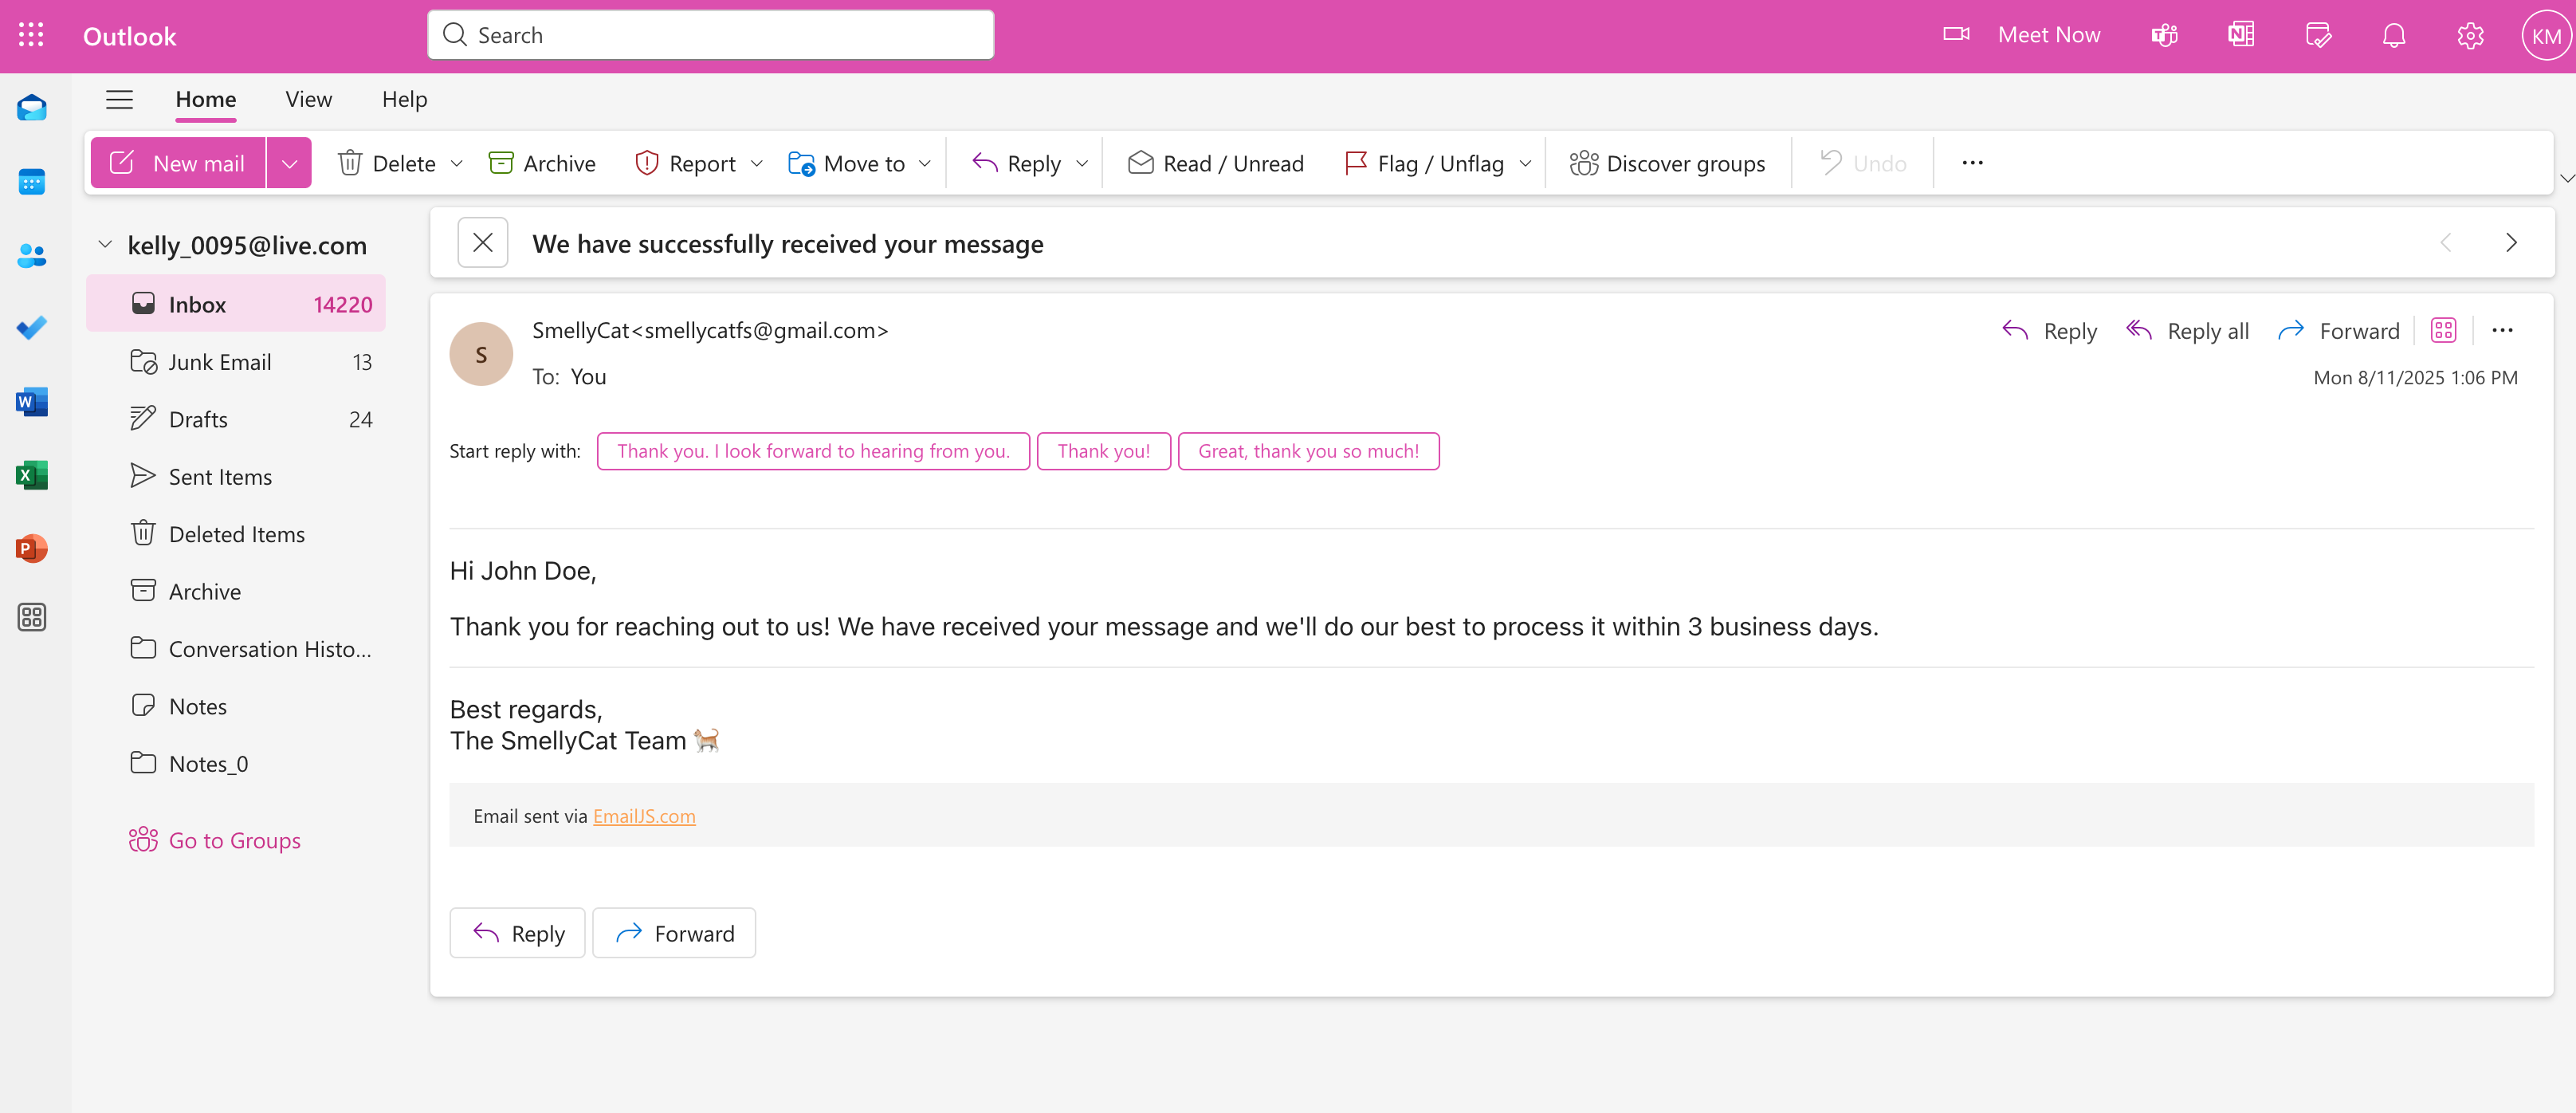 Outlook
Search
Meet Now
KM
Home View Help
New mail Delete Archive Report Move to Reply Read / Unread Flag / Unflag Discover groups Undo
kelly_0095@live.com
Inbox 14220
Junk Email 13
Drafts 24
Sent Items
Deleted Items
Archive
Conversation Histo...
Notes
Notes_0
Go to Groups
We have successfully received your message
S
SmellyCat<smellycatfs@gmail.com>
Reply Reply all Forward
To: You
Mon 8/11/2025 1:06 PM
Start reply with: Thank you. I look forward to hearing from you. Thank you! Great, thank you so much!
Hi John Doe,
Thank you for reaching out to us! We have received your message and we'll do our best to process it within 3 business days.
Best regards,
The SmellyCat Team 🐈
Email sent via EmailJS.com
Reply Forward